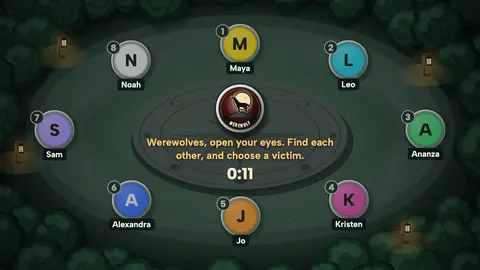 1
M
Maya
2
L
Leo
3
A
Ananza
4
K
Kristen
5
J
Jo
6
A
Alexandra
7
S
Sam
8
N
Noah
WEREWOLF
Werewolves, open your eyes. Find each
other, and choose a victim.
0:11